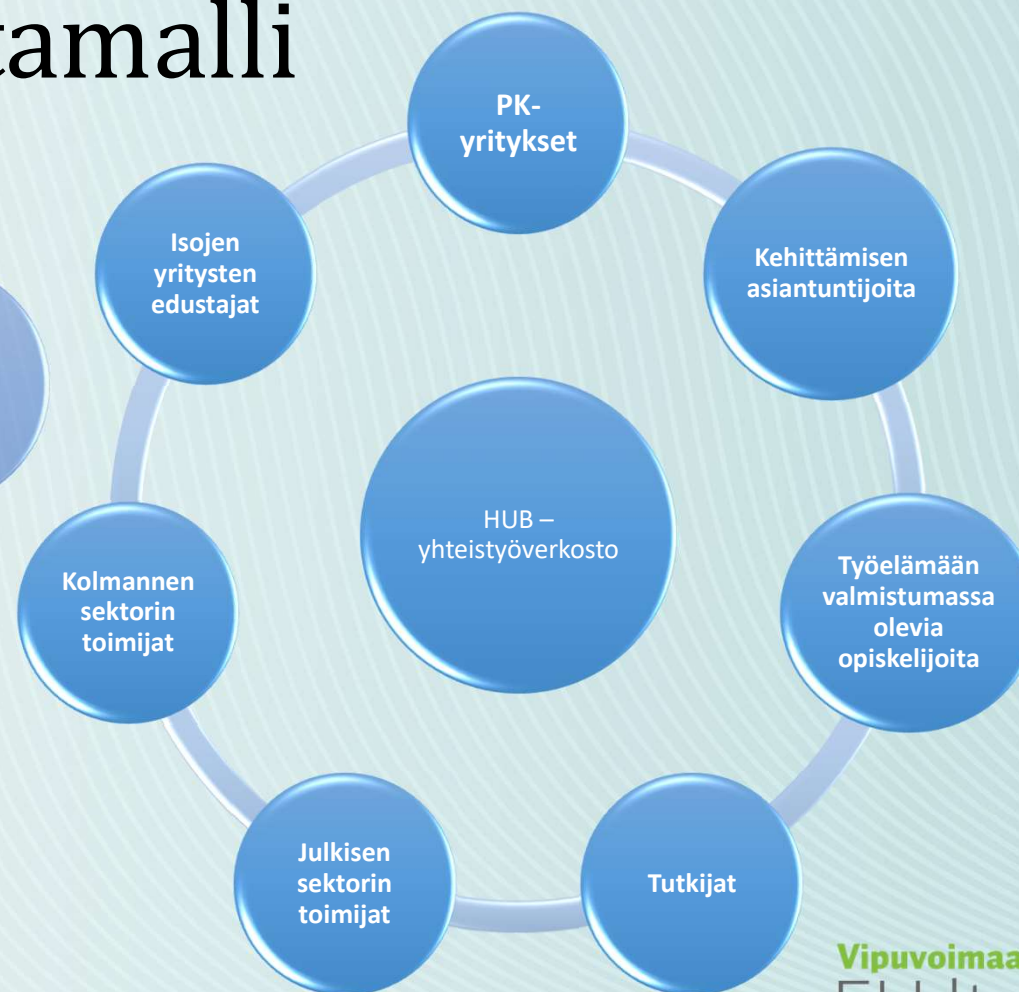 tamalli
PK-
yritykset
Kehittämisen
asiantuntijoita
Työelämään
valmistumassa
olevia
opiskelijoita
Tutkijat
Julkisen
sektorin
toimijat
Kolmannen
sektorin
toimijat
Isojen
yritysten
edustajat
HUB –
yhteistyöverkosto
Vipuvoimaa